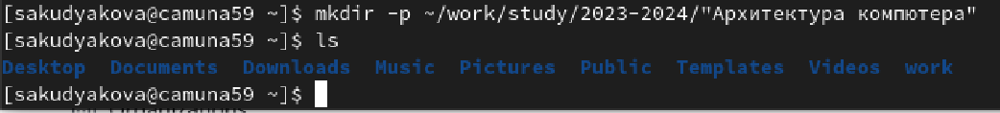 [sakudyakova@camuna59 ~]$ mkdir -p ~/work/study/2023-2024/"Архитектура компютера"
[sakudyakova@camuna59 ~]$ ls
Desktop Documents Downloads Music Pictures Public Templates Videos work
[sakudyakova@camuna59 ~]$